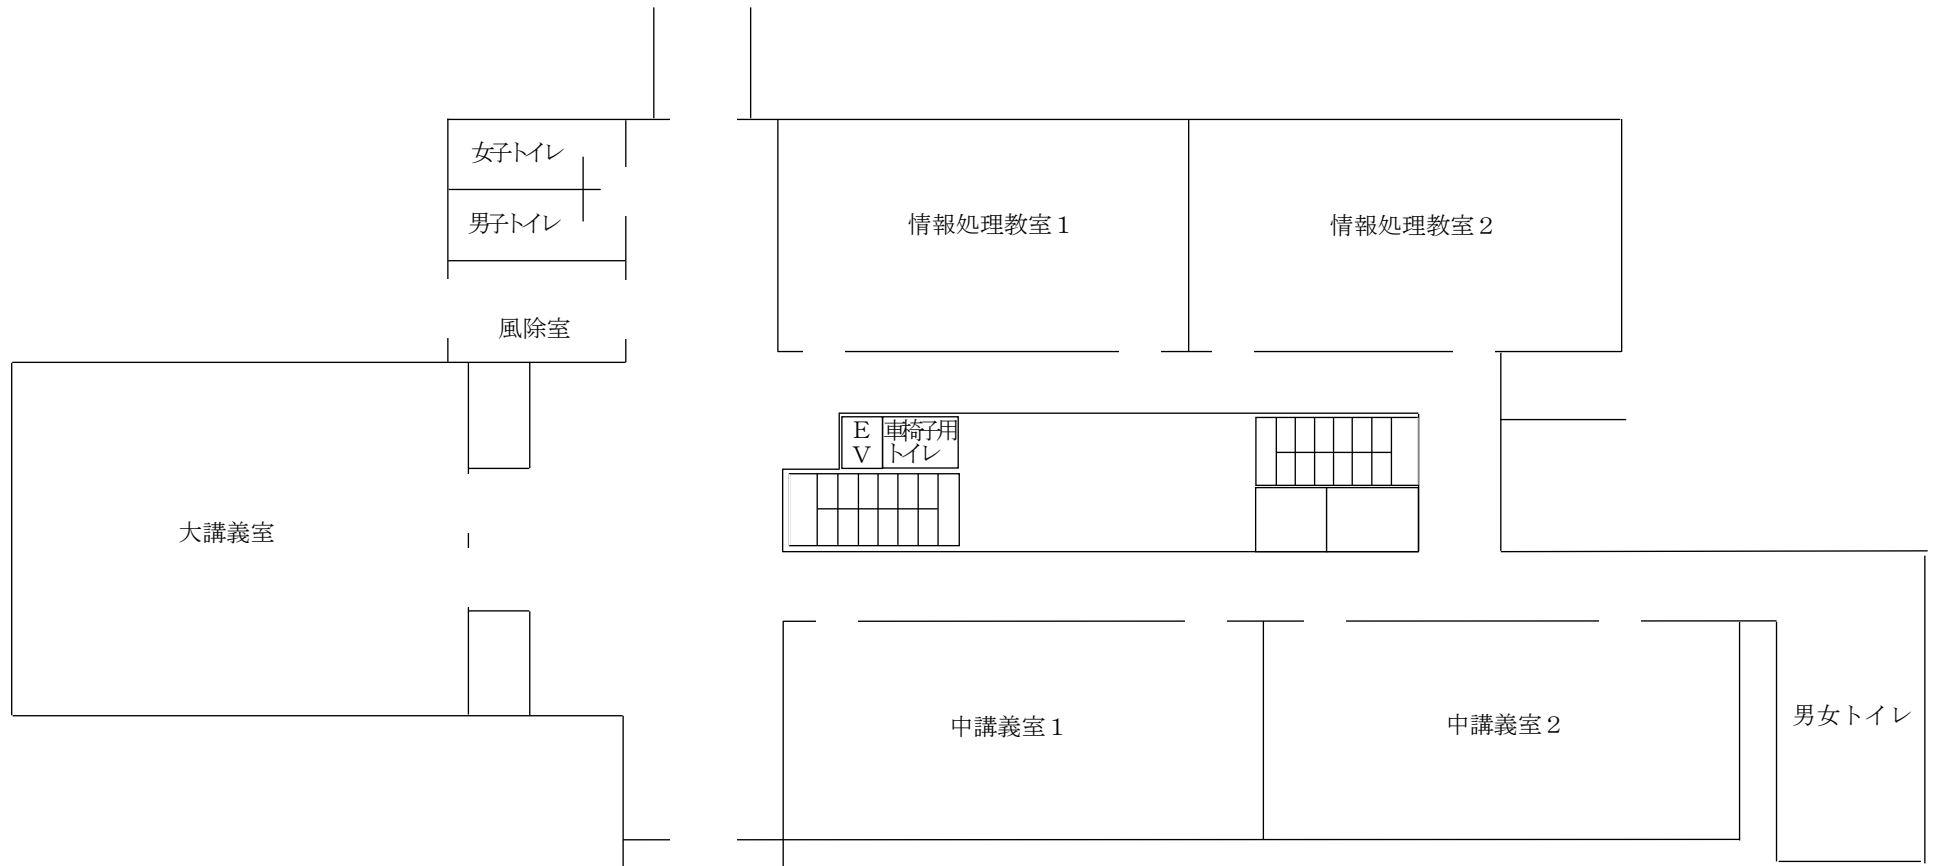 女子トイレ
男子トイレ
情報処理教室１
情報処理教室２
風除室
E
V
車椅子用
トイレ
大講義室
中講義室１
中講義室２
男女トイレ